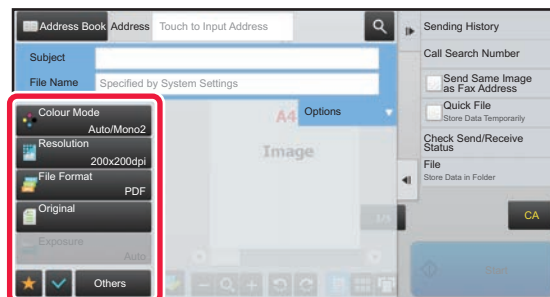 Address Book
Address
Touch to Input Address
Subject
File Name
Specified by System Settings
Colour Mode
Auto/Mono2
Resolution
200x200dpi
File Format
PDF
Original
Exposure
Auto
Others
A4
Options
Image
1/3
Sending History
Call Search Number
Send Same Image
as Fax Address
Quick File
Store Data Temporarily
Check Send/Receive
Status
File
Store Data in Folder
CA
Start